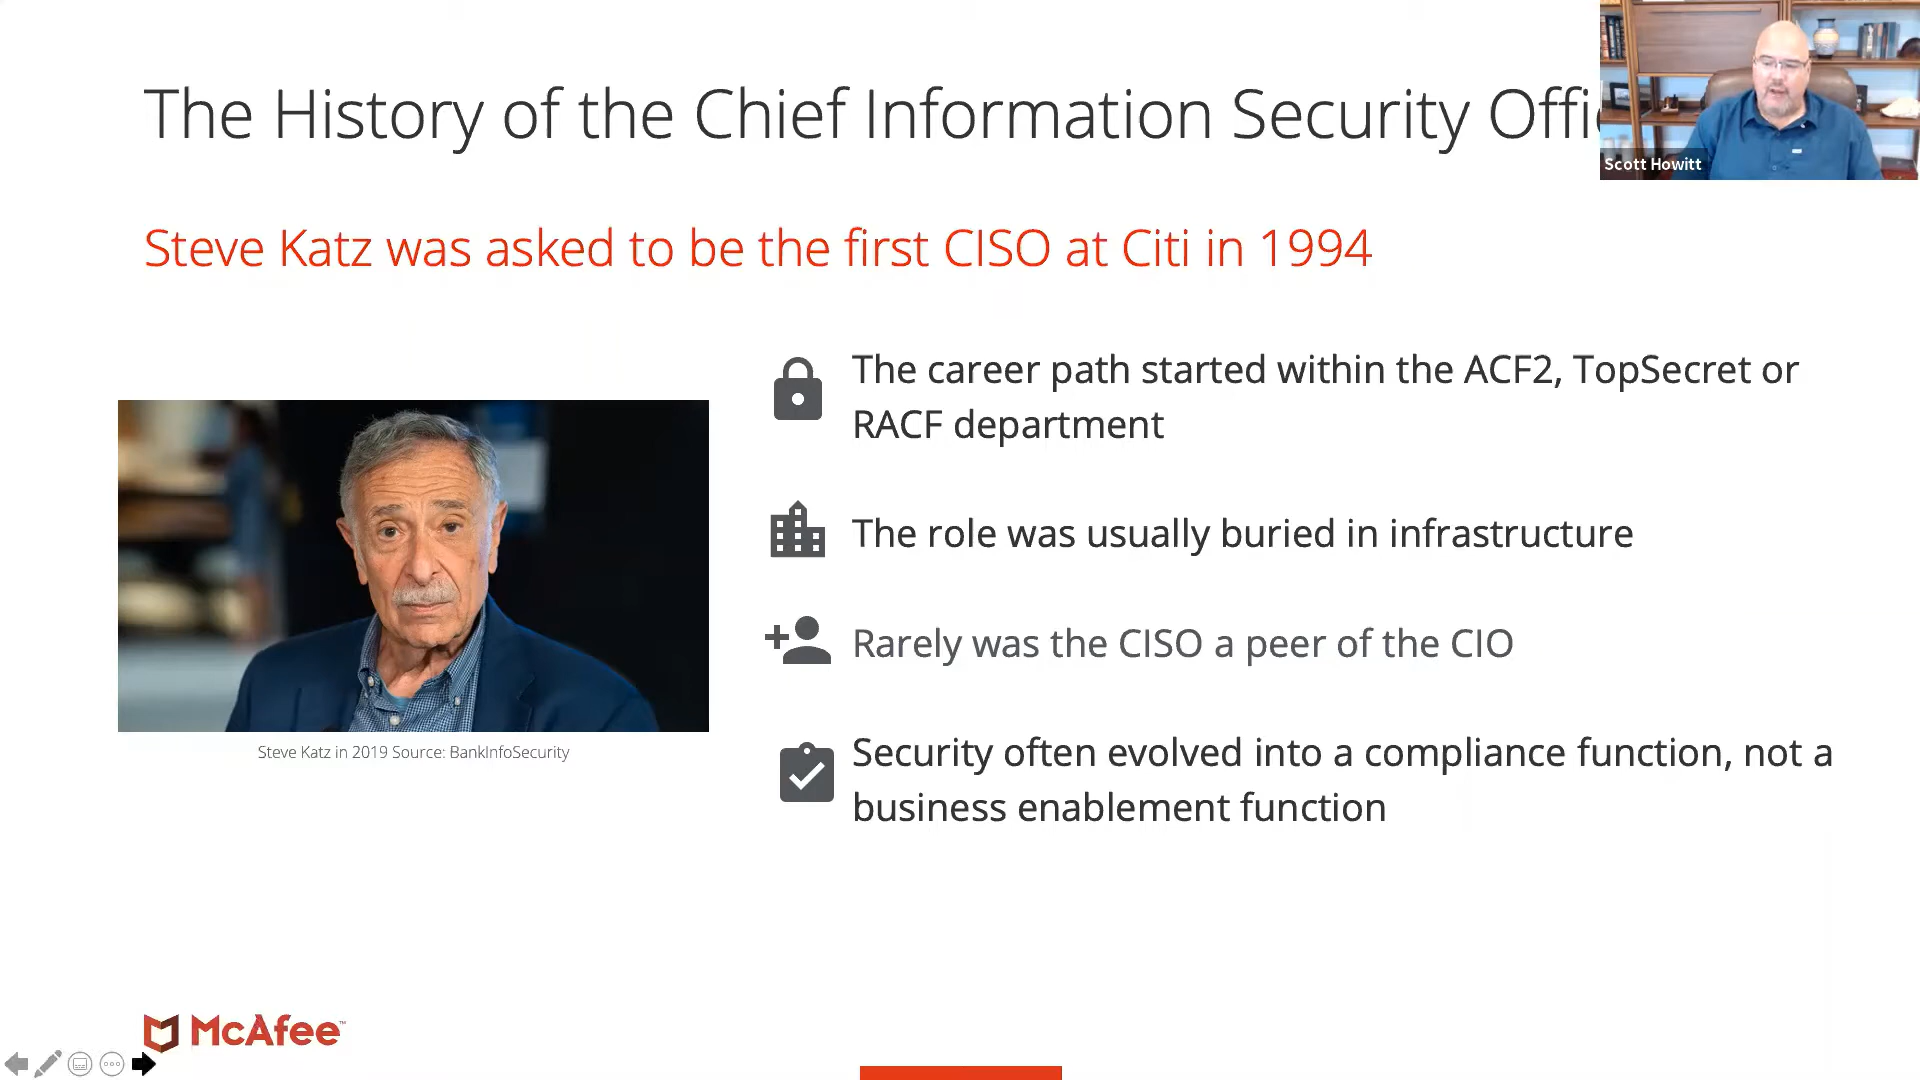 The History of the Chief Information Security Offi
Scott Howitt
Steve Katz was asked to be the first CISO at Citi in 1994
The career path started within the ACF2, TopSecret or
RACF department
The role was usually buried in infrastructure
Rarely was the CISO a peer of the CIO
Security often evolved into a compliance function, not a
business enablement function
Steve Katz in 2019 Source: BankInfoSecurity
McAfee™